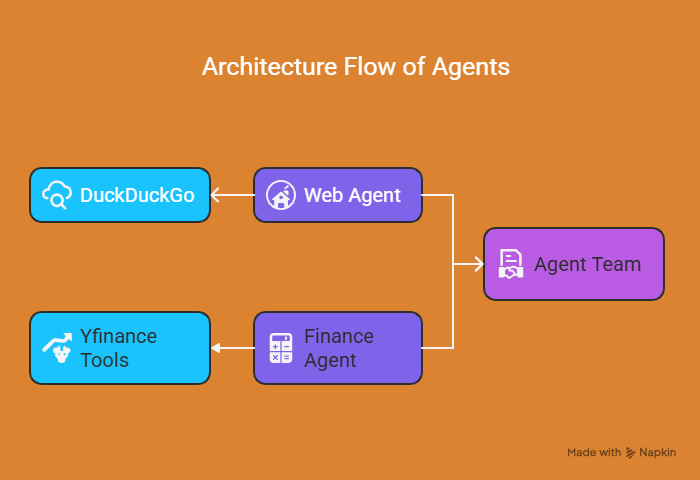 Architecture Flow of Agents
DuckDuckGo
Web Agent
Agent Team
Yfinance
Tools
Finance
Agent
Made with Napkin